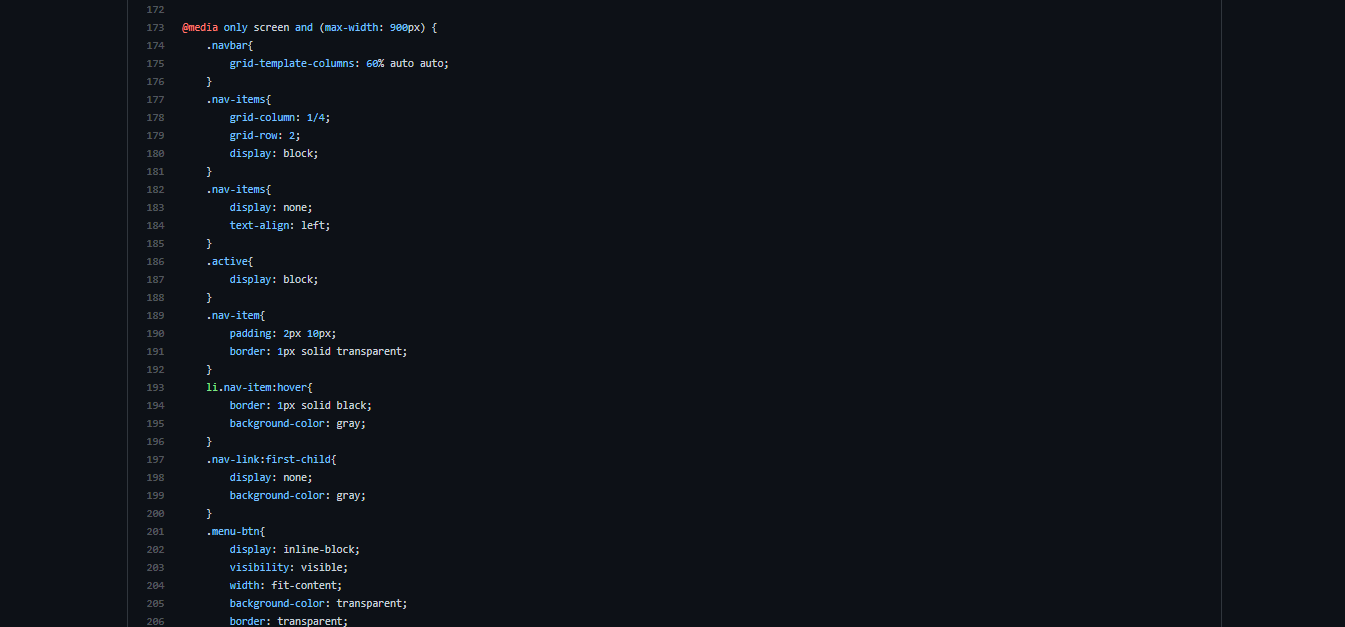 172
173 @media only screen and (max-width: 900px) {
174 .navbar{
175 grid-template-columns: 60% auto auto;
176 }
177 .nav-items{
178 grid-column: 1/4;
179 grid-row: 2;
180 display: block;
181 }
182 .nav-items{
183 display: none;
184 text-align: left;
185 }
186 .active{
187 display: block;
188 }
189 .nav-item{
190 padding: 2px 10px;
191 border: 1px solid transparent;
192 }
193 li.nav-item:hover{
194 border: 1px solid black;
195 background-color: gray;
196 }
197 .nav-link:first-child{
198 display: none;
199 background-color: gray;
200 }
201 .menu-btn{
202 display: inline-block;
203 visibility: visible;
204 width: fit-content;
205 background-color: transparent;
206 border: transparent;